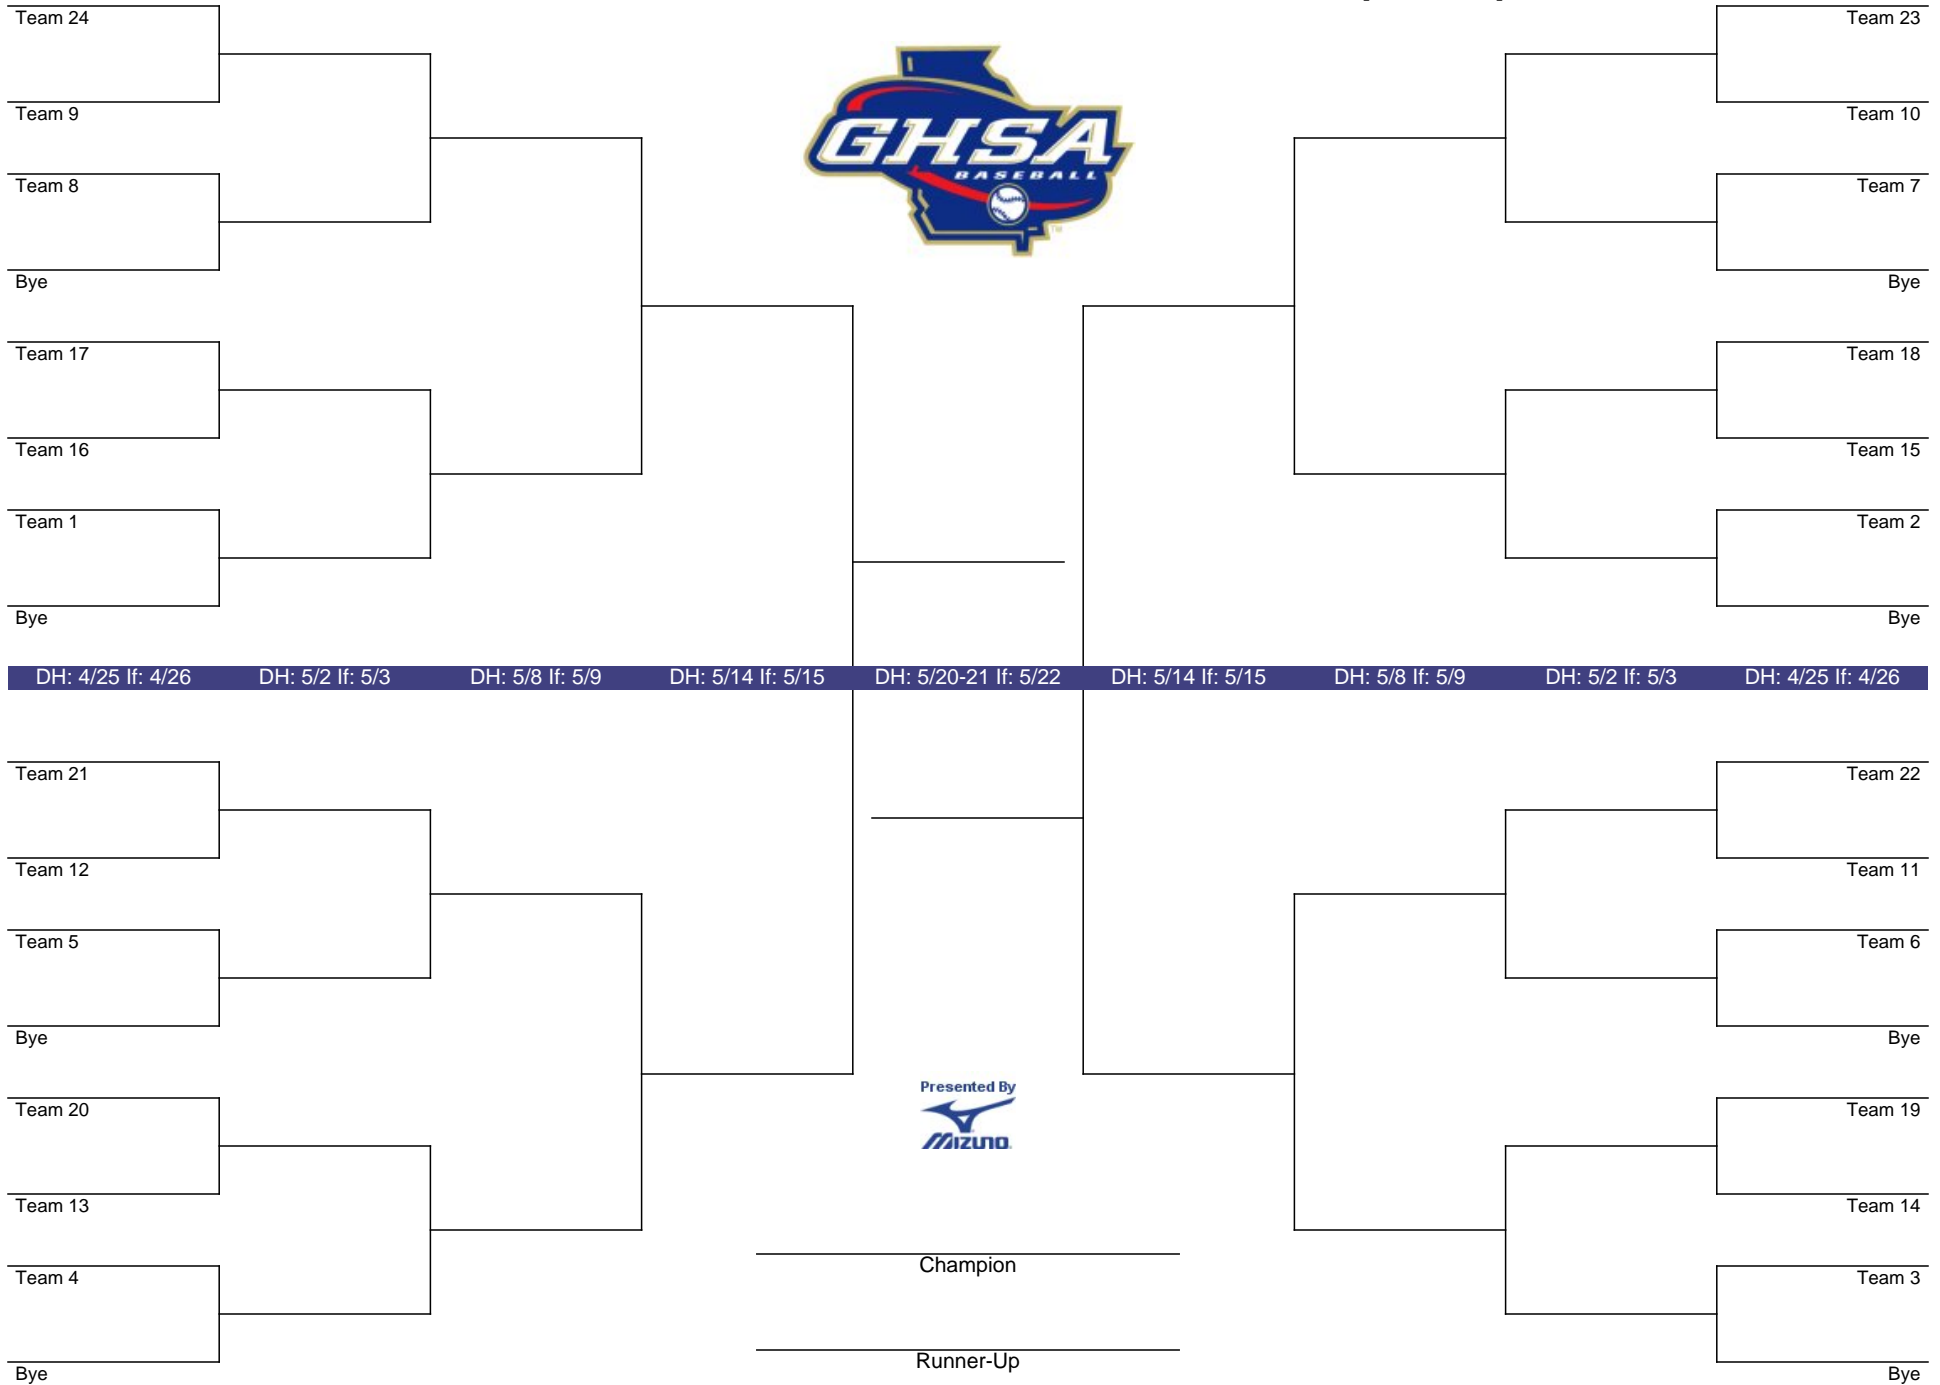 Team 24
Team 9
Team 8
Bye
Team 17
Team 16
Team 1
Bye
GHSA
BASEBALL
TM
Team 23
Team 10
Team 7
Bye
Team 18
Team 15
Team 2
Bye
DH: 4/25 If: 4/26 DH: 5/2 If: 5/3 DH: 5/8 If: 5/9 DH: 5/14 If: 5/15 DH: 5/20-21 If: 5/22 DH: 5/14 If: 5/15 DH: 5/8 If: 5/9 DH: 5/2 If: 5/3 DH: 4/25 If: 4/26
Team 21
Team 12
Team 5
Bye
Team 20
Team 13
Team 4
Bye
Presented By
MIZUNO
Champion
Runner-Up
Team 22
Team 11
Team 6
Bye
Team 19
Team 14
Team 3
Bye